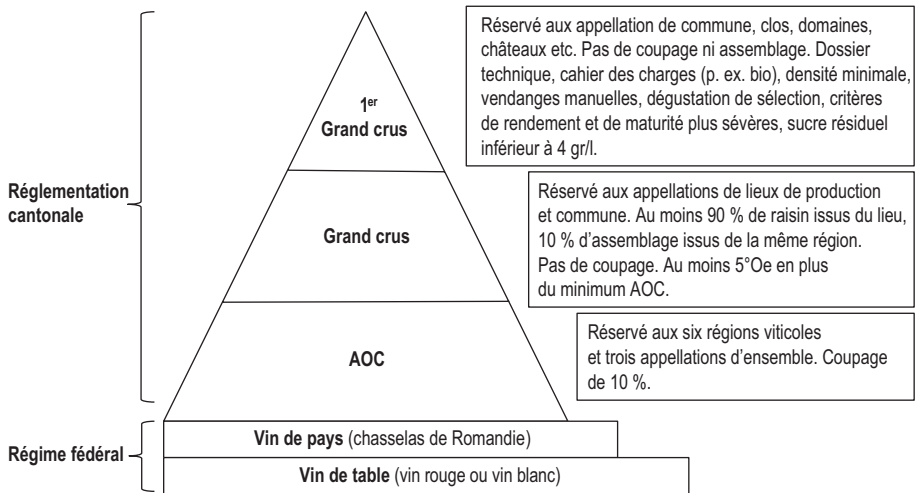 Réservé aux appellation de commune, clos, domaines,
châteaux etc. Pas de coupage ni assemblage. Dossier
technique, cahier des charges (p. ex. bio), densité minimale,
vendanges manuelles, dégustation de sélection, critères
de rendement et de maturité plus sévères, sucre résiduel
inférieur à 4 gr/l.
1er
Grand crus
Réglementation
cantonale
Réservé aux appellations de lieux de production
et commune. Au moins 90 % de raisin issus du lieu,
10 % d’assemblage issus de la même région.
Pas de coupage. Au moins 5°Oe en plus
du minimum AOC.
Grand crus
Réservé aux six régions viticoles
et trois appellations d’ensemble. Coupage
de 10 %.
AOC
Régime fédéral
Vin de pays (chasselas de Romandie)
Vin de table (vin rouge ou vin blanc)